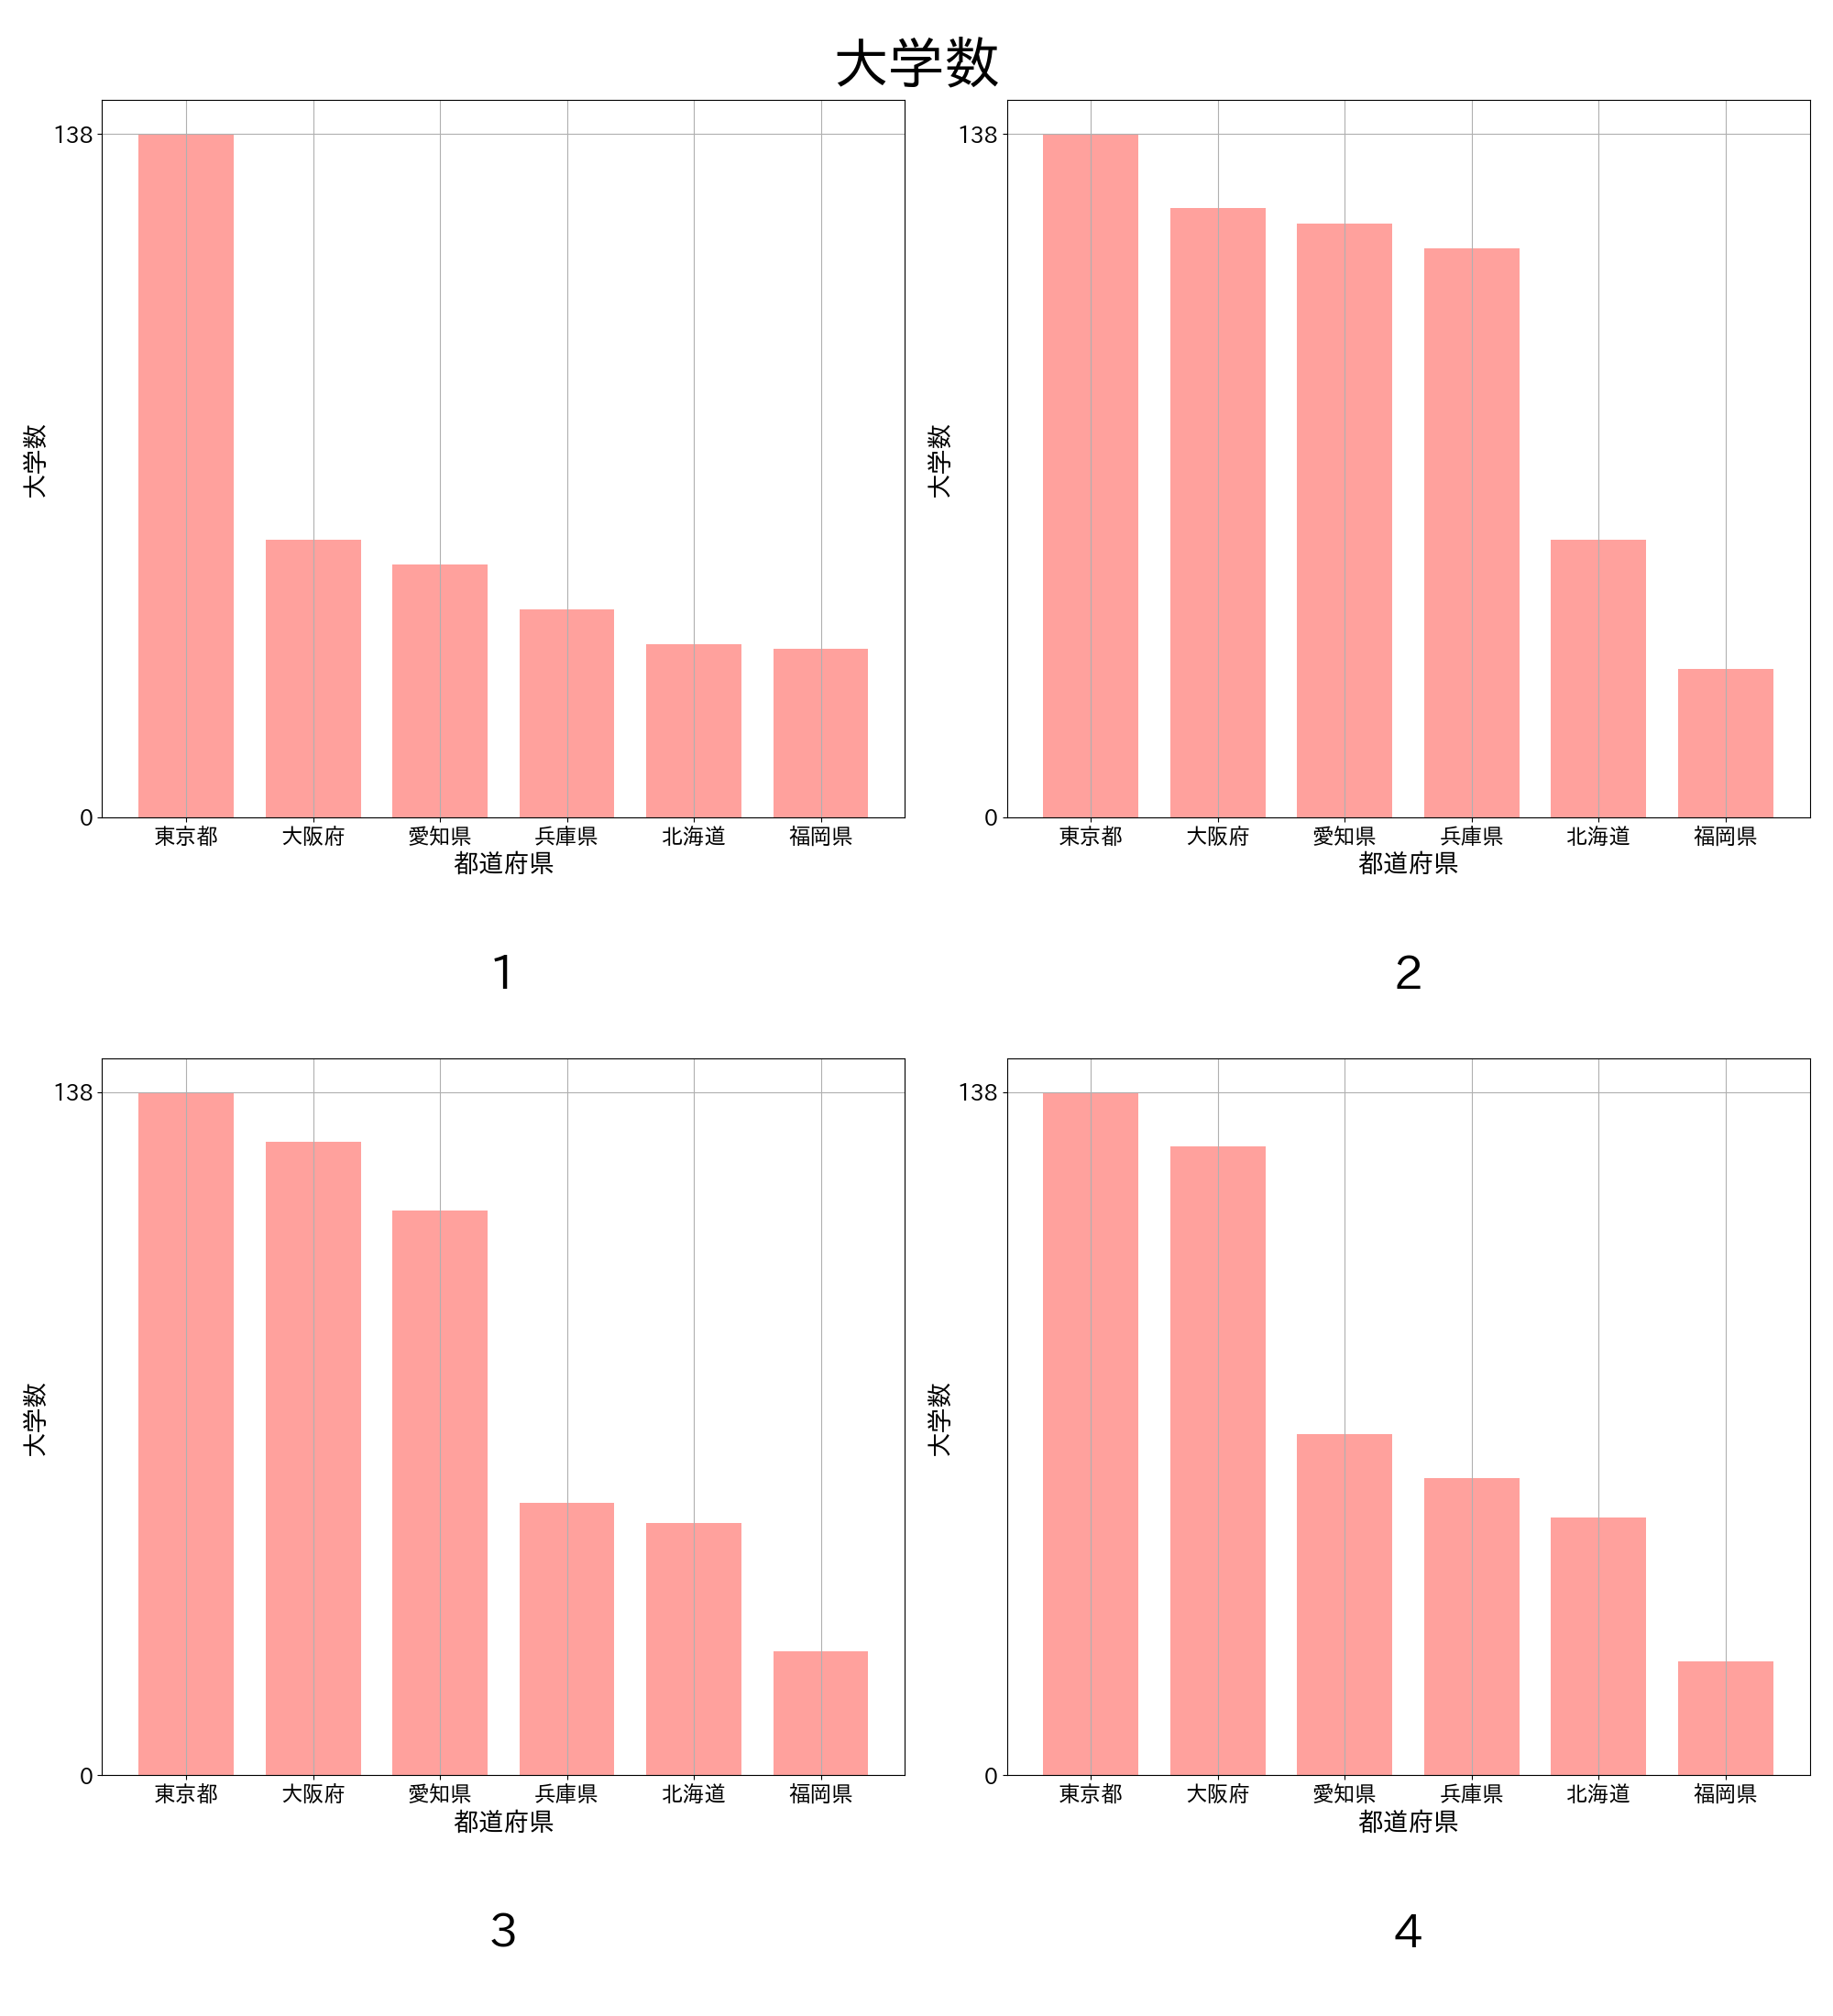 大学数
138
0
大学数
東京都 大阪府 愛知県 兵庫県 北海道 福岡県
都道府県
1
138
0
大学数
東京都 大阪府 愛知県 兵庫県 北海道 福岡県
都道府県
2
138
0
大学数
東京都 大阪府 愛知県 兵庫県 北海道 福岡県
都道府県
3
138
0
大学数
東京都 大阪府 愛知県 兵庫県 北海道 福岡県
都道府県
4